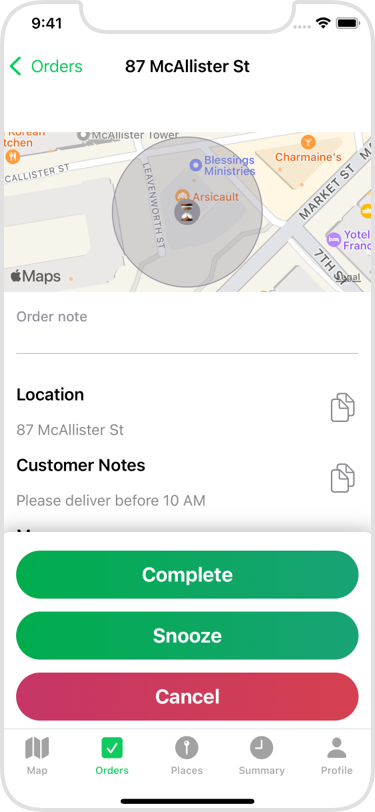 9:41
Orders
87 McAllister St
Korean
tchen
McAllister Tower
CALLISTER ST
LEAVENWORTH ST
Blessings
Ministries
Charmaine's
Arsicault
MARKET ST
Yotel
Franc
7TH
Maps
Legal
Order note
Location
87 McAllister St
Customer Notes
Please deliver before 10 AM
Complete
Snooze
Cancel
Map
Orders
Places
Summary
Profile